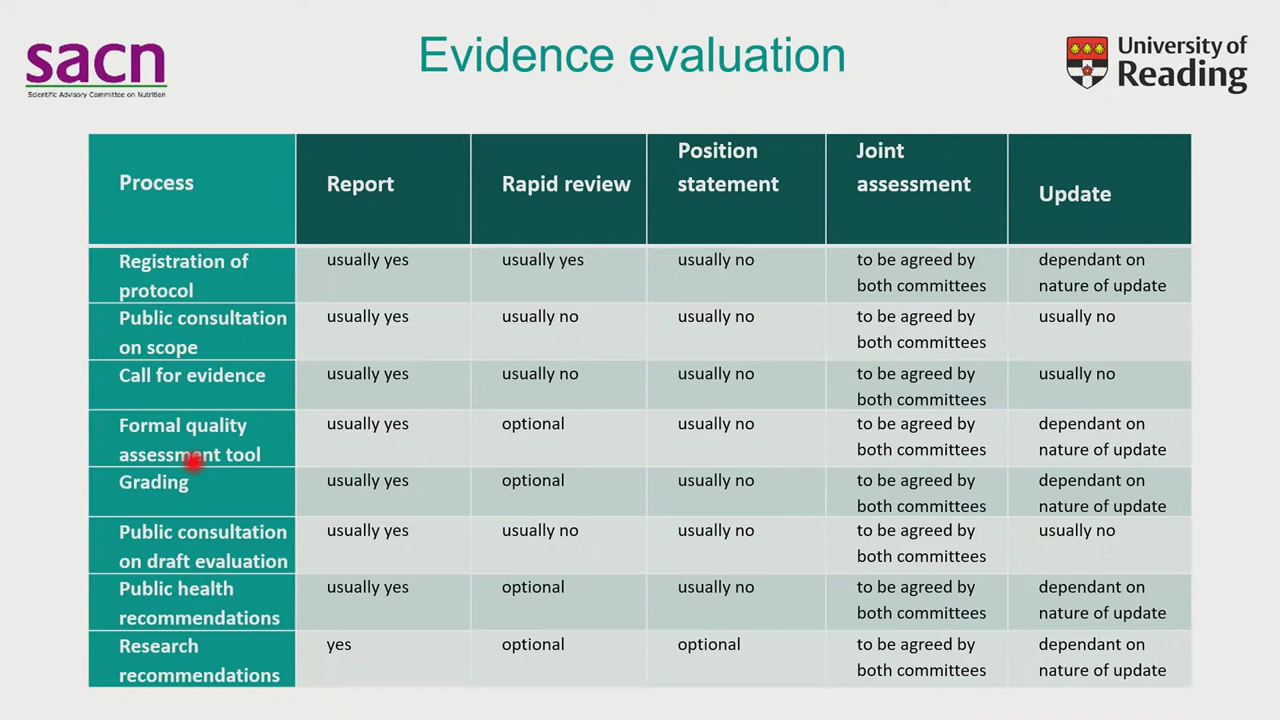 sacn
Scientific Advisory Committee on Nutrition
Evidence evaluation
University of
Reading
Process
Report
Rapid review
Position
statement
Joint
assessment
Update
Registration of
protocol
usually yes
usually yes
usually no
to be agreed by
both committees
dependant on
nature of update
Public consultation
on scope
usually yes
usually no
usually no
to be agreed by
both committees
usually no
Call for evidence
usually yes
usually no
usually no
to be agreed by
both committees
usually no
Formal quality
assessment tool
usually yes
optional
usually no
to be agreed by
both committees
dependant on
nature of update
Grading
usually yes
optional
usually no
to be agreed by
both committees
dependant on
nature of update
Public consultation
on draft evaluation
usually yes
usually no
usually no
to be agreed by
both committees
usually no
Public health
recommendations
usually yes
optional
usually no
to be agreed by
both committees
dependant on
nature of update
Research
recommendations
yes
optional
optional
to be agreed by
both committees
dependant on
nature of update